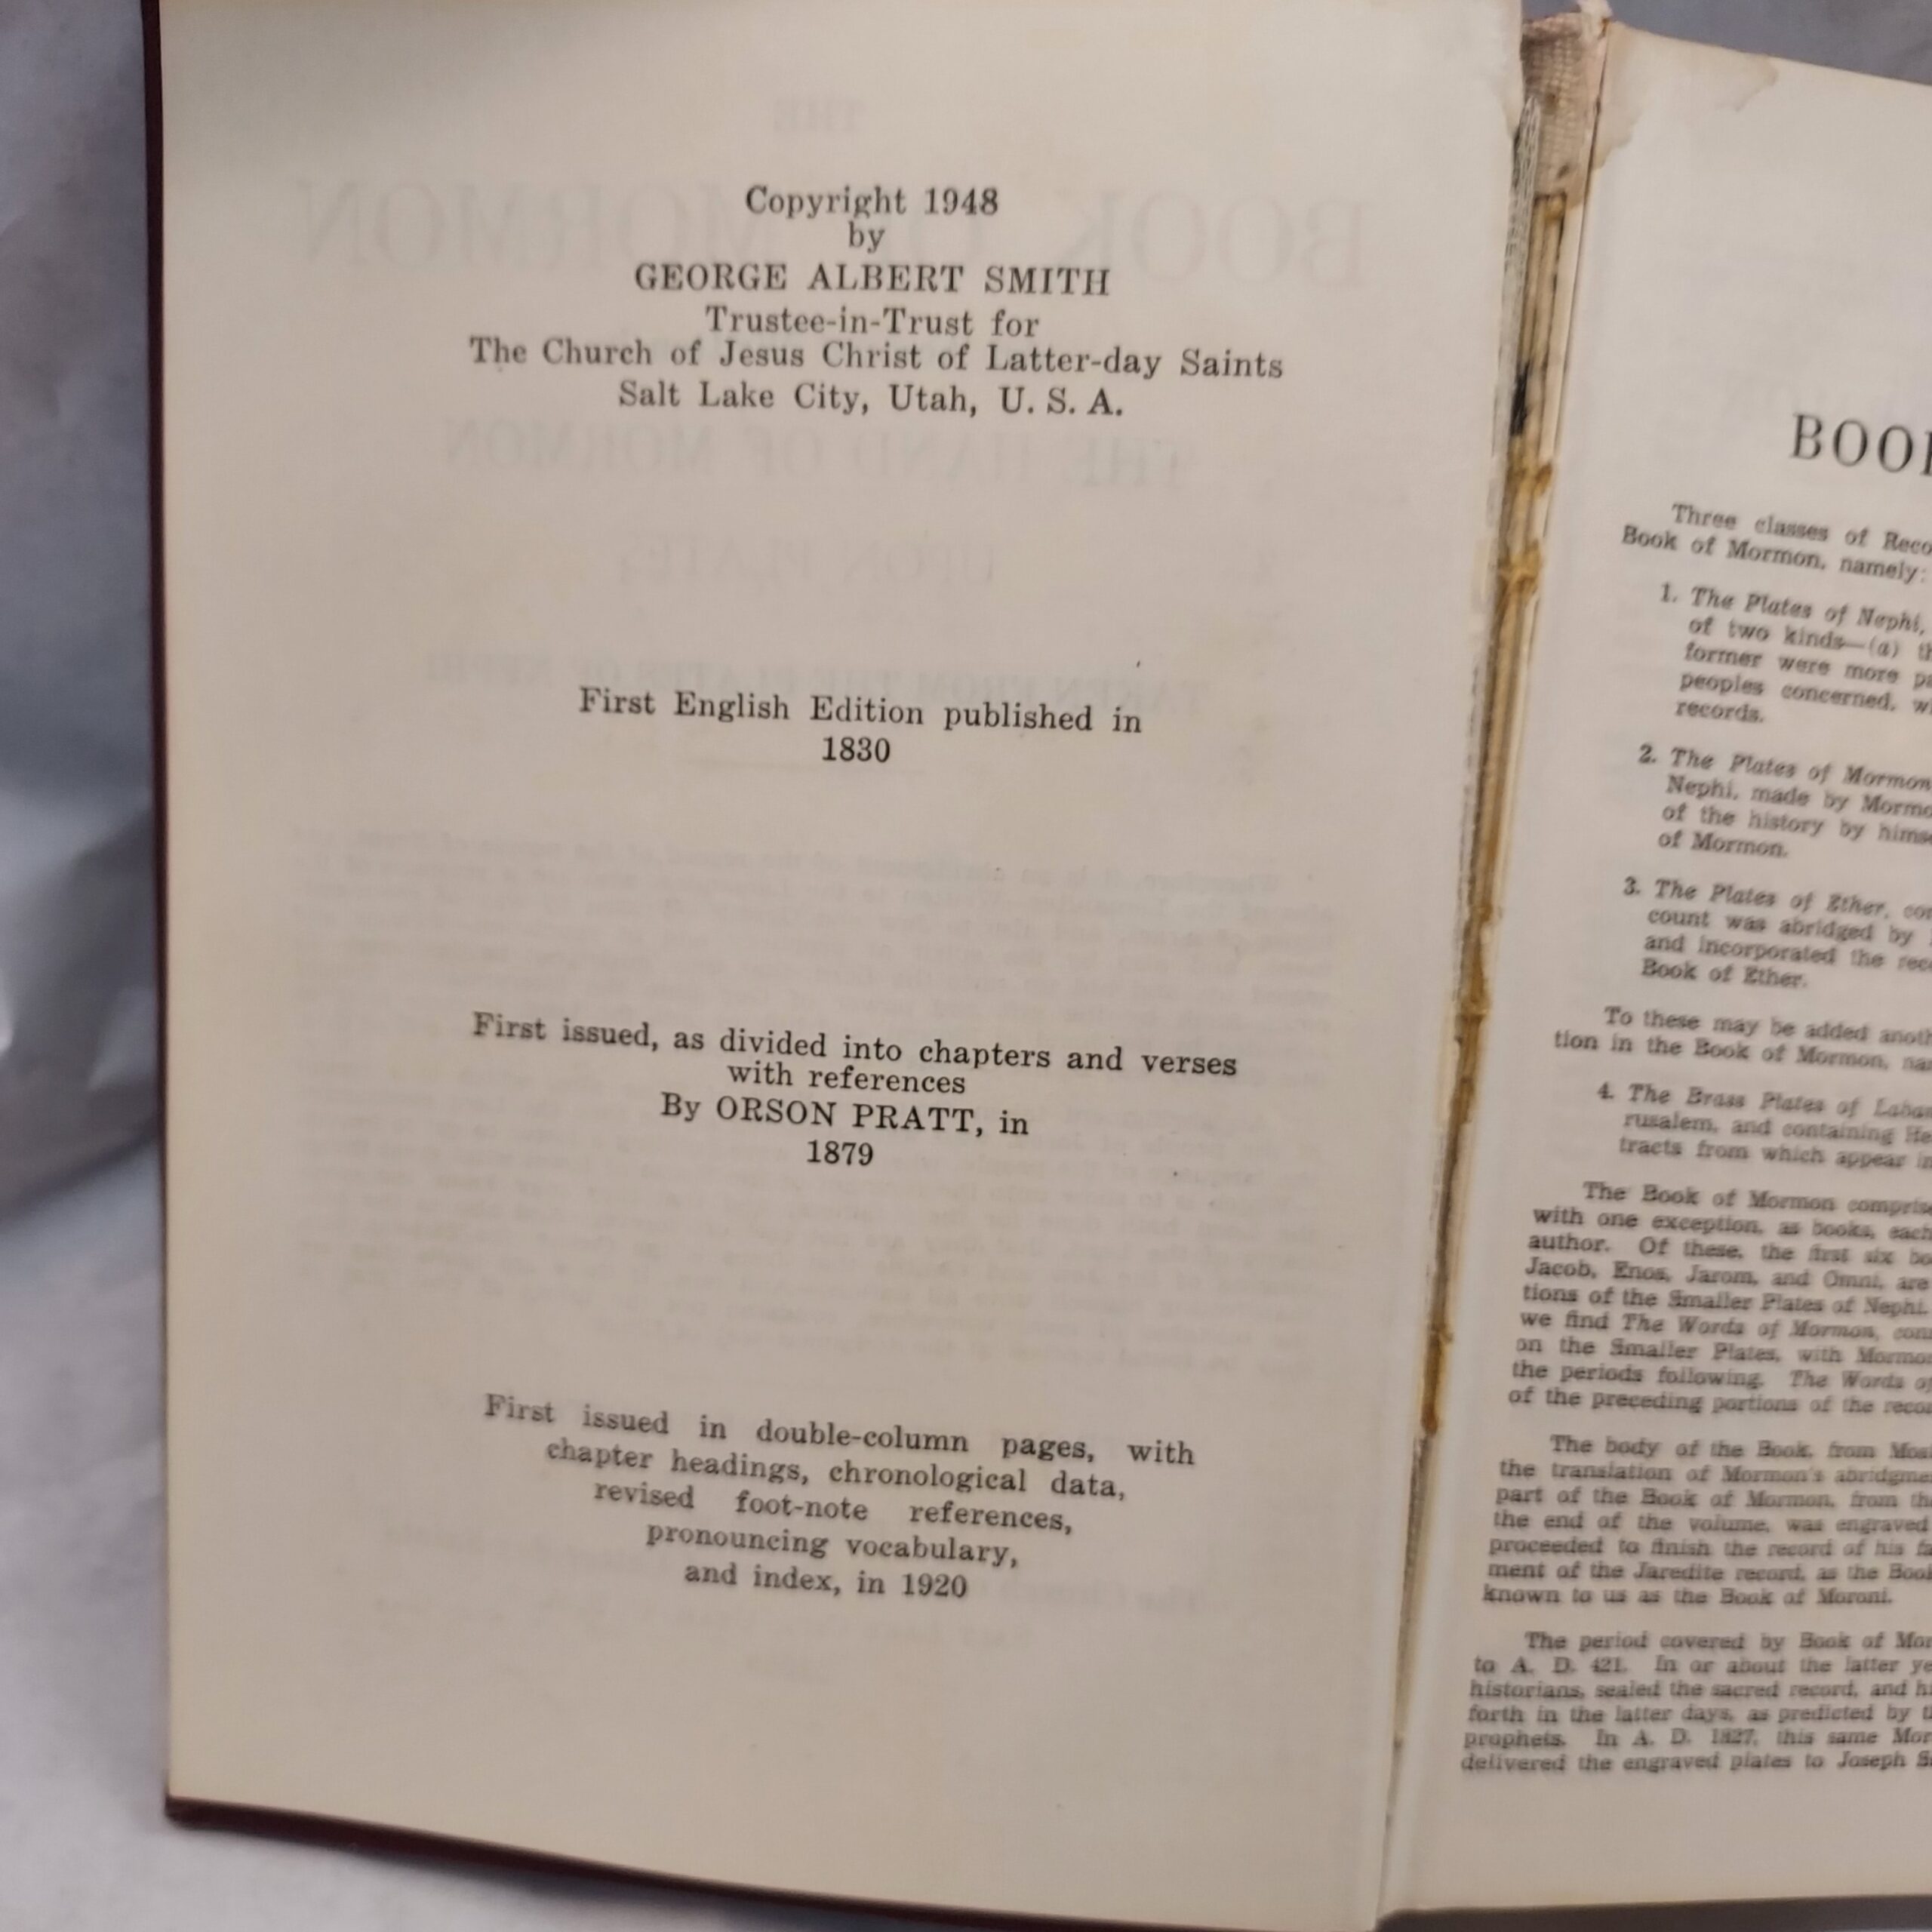 Copyright 1948
by
GEORGE ALBERT SMITH
Trustee-in-Trust for
The Church of Jesus Christ of Latter-day Saints
Salt Lake City, Utah, U. S. A.
First English Edition published in
1830
First issued, as divided into chapters and verses
with references
By ORSON PRATT, in
1879
First issued in double-column pages, with
chapter headings, chronological data,
revised foot-note references,
pronouncing vocabulary,
and index, in 1920
Three classes of
Book of Mormon, namely:
1. The Plates of Nephi,
of two kinds—(a)
former were more
peoples concerned,
records.
2. The Plates of Mormon
Nephi, made by
of the history by
of Mormon.
3. The Plates of Ether,
count was abridged by
and incorporated the
Book of Ether.
To these may be added
tion in the Book of Mormon,
4. The Brass Plates of
rusalem, and containing
tracts from which appear
The Book of Mormon
with one exception, as books, each
author. Of these, the first six
Jacob, Enos, Jarom, and Omni, are
tions of the Smaller Plates of Nephi.
we find The Words of Mormon,
on the Smaller Plates, with
the periods following. The Words
of the preceding portions of the
The body of the Book, from
the translation of Mormon's
part of the Book of Mormon, from
the end of the volume, was engraved
proceeded to finish the record of his
ment of the Jaredite record, as the
known to us as the Book of Moroni.
The period covered by Book of
to A. D. 421. In or about the latter
historians, sealed the sacred record, and
forth in the latter days, as predicted by
prophets. In A. D. 1827, this same
delivered the engraved plates to Joseph